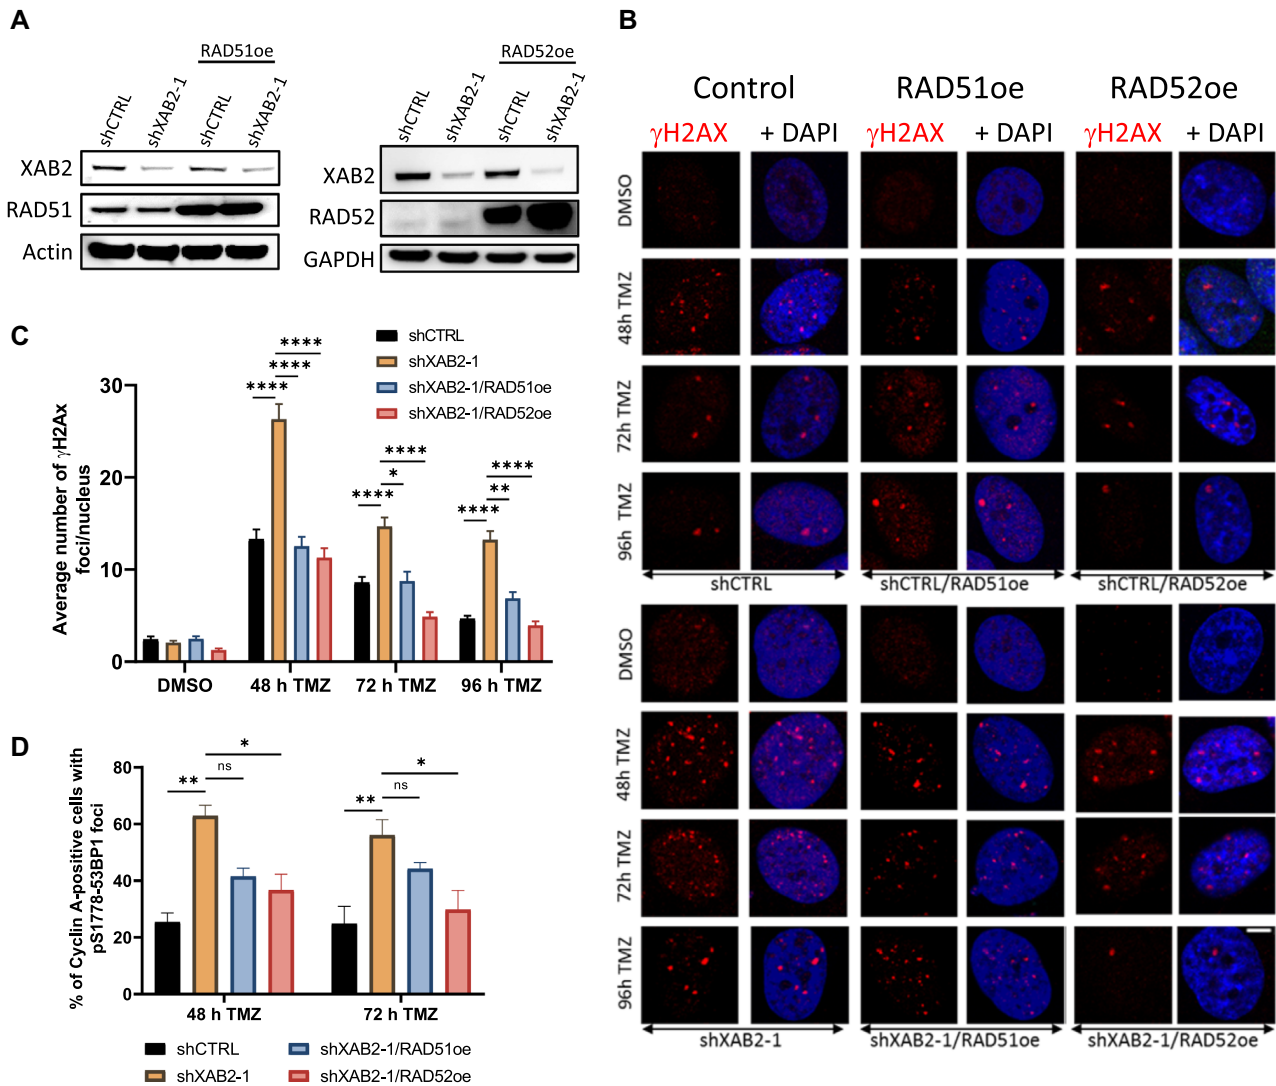 A
RAD51oe
shCTRL
shXAB2-1
shCTRL
shXAB2-1
XAB2
RAD51
Actin
RAD52oe
shCTRL
shXAB2-1
shCTRL
shXAB2-1
XAB2
RAD52
GAPDH
B
Control RAD51oe RAD52oe
γH2AX + DAPI γH2AX + DAPI γH2AX + DAPI
DMSO
48h TMZ
72h TMZ
96h TMZ
shCTRL shCTRL/RAD51oe shCTRL/RAD52oe
DMSO
48h TMZ
72h TMZ
96h TMZ
shXAB2-1 shXAB2-1/RAD51oe shXAB2-1/RAD52oe
C
shCTRL
shXAB2-1
shXAB2-1/RAD51oe
shXAB2-1/RAD52oe
Average number of γH2Ax
foci/nucleus
30
20
10
0
****
****
****
****
*
****
****
**
****
DMSO 48 h TMZ 72 h TMZ 96 h TMZ
D
% of Cyclin A-positive cells with
pS1778-53BP1 foci
80
60
40
20
0
*
ns
**
*
ns
**
48 h TMZ 72 h TMZ
shCTRL shXAB2-1/RAD51oe
shXAB2-1 shXAB2-1/RAD52oe